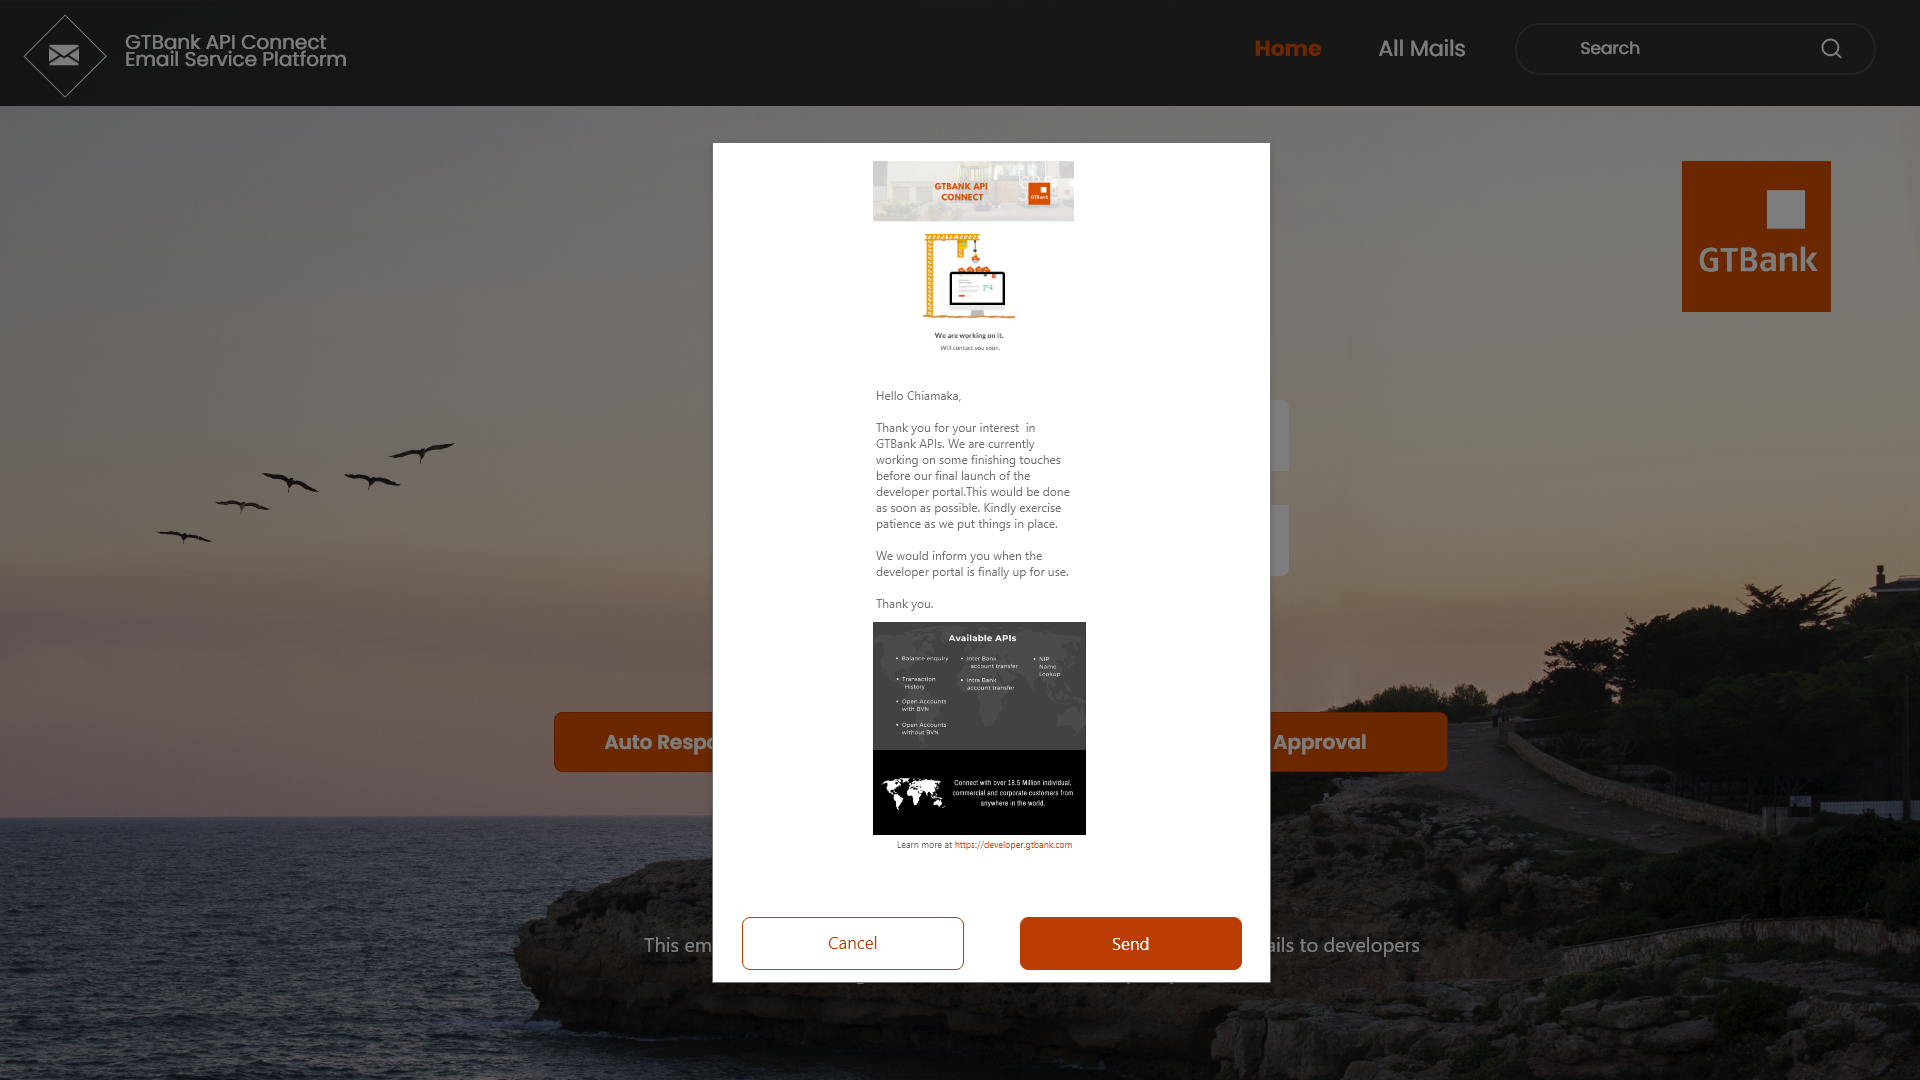 GTBank API Connect
Email Service Platform
Home
All Mails
Search
GTBANK API
CONNECT
GTBank
GTBank
We are working on it.
Will contact you soon.
Hello Chiamaka,
Thank you for your interest  in
GTBank APIs. We are currently
working on some finishing touches
before our final launch of the
developer portal.This would be done
as soon as possible. Kindly exercise
patience as we put things in place.
We would inform you when the
developer portal is finally up for use.
Thank you.
Available APIs
• Balance enquiry
• Transaction
History
• Open Accounts
with BVN
• Open Accounts
without BVN
• Inter Bank
account transfer
• Intra Bank
account transfer
• NIP
Name
Lookup
Connect with over 18.5 Million individual,
commercial and corporate customers from
anywhere in the world.
Learn more at https://developer.gtbank.com
Auto Respo
Approval
Cancel
Send
This em
ails to developers